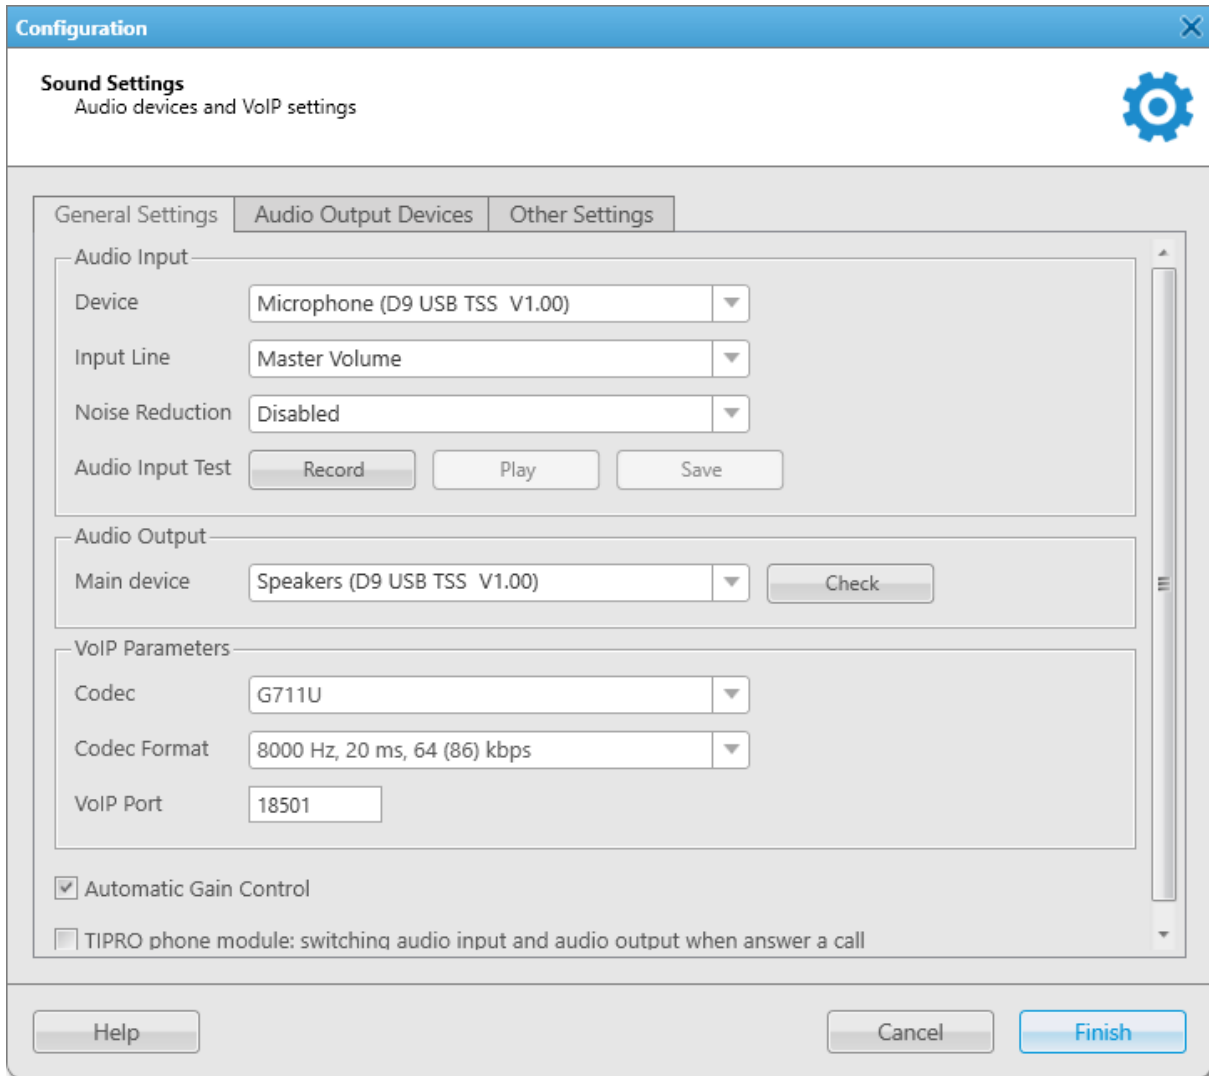 Configuration
Sound Settings
Audio devices and VoIP settings
General Settings Audio Output Devices Other Settings
Audio Input
Device Microphone (D9 USB TSS  V1.00)
Input Line Master Volume
Noise Reduction Disabled
Audio Input Test Record Play Save
Audio Output
Main device Speakers (D9 USB TSS  V1.00) Check
VoIP Parameters
Codec G711U
Codec Format 8000 Hz, 20 ms, 64 (86) kbps
VoIP Port 18501
Automatic Gain Control
TIPRO phone module: switching audio input and audio output when answer a call
Help Cancel Finish